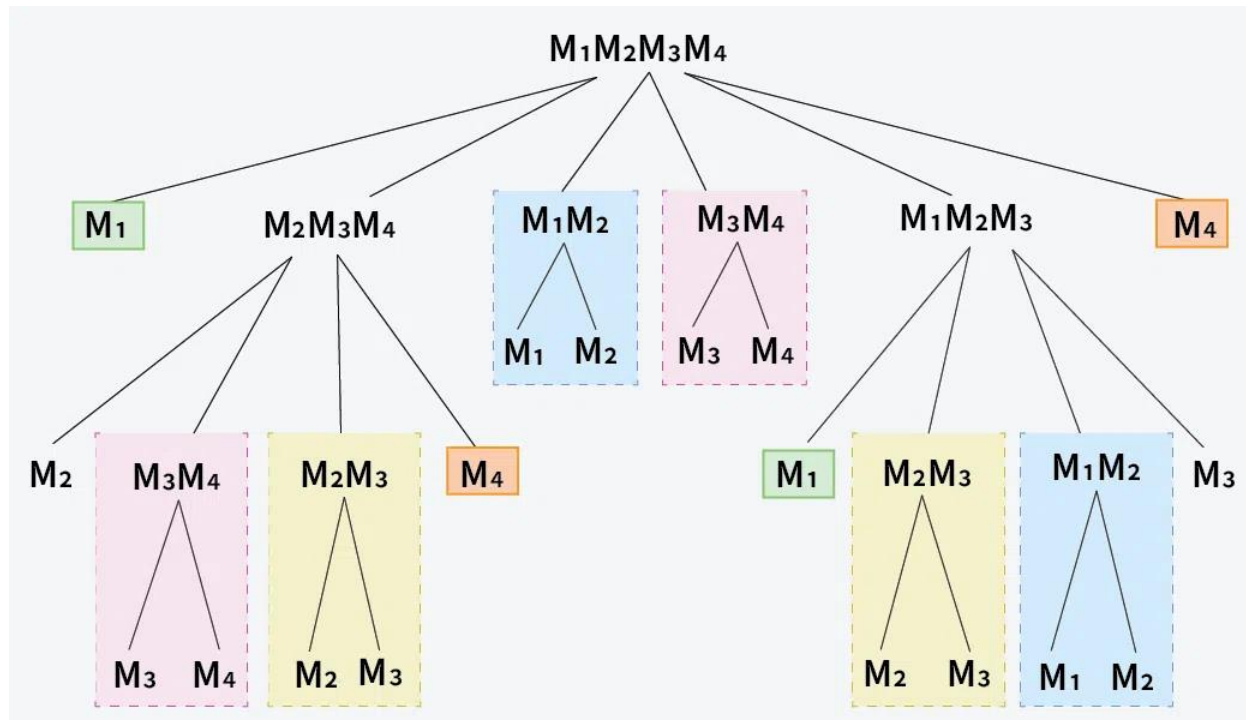 M₁M₂M₃M₄
M₁ M₂M₃M₄ M₁M₂ M₃M₄ M₁M₂M₃ M₄
M₁ M₂ M₃ M₄
M₂ M₃M₄ M₂M₃ M₄ M₁ M₂M₃ M₁M₂ M₃
M₃ M₄ M₂ M₃ M₂ M₃ M₁ M₂